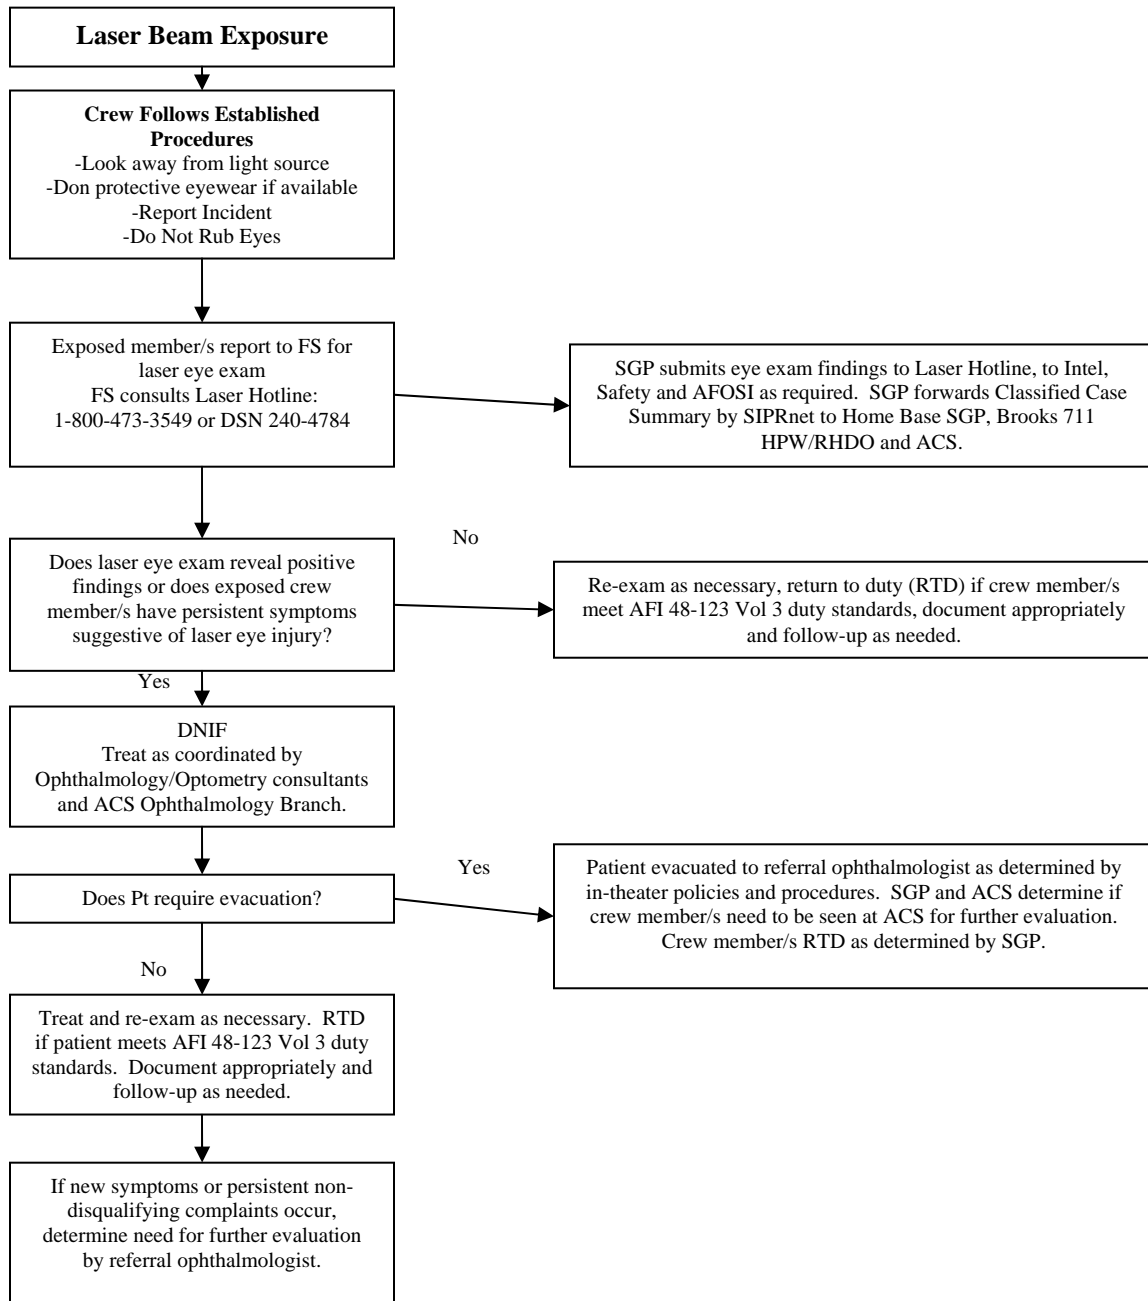 Laser Beam Exposure
Crew Follows Established
Procedures
-Look away from light source
-Don protective eyewear if available
-Report Incident
-Do Not Rub Eyes
Exposed member/s report to FS for
laser eye exam
FS consults Laser Hotline:
1-800-473-3549 or DSN 240-4784
SGP submits eye exam findings to Laser Hotline, to Intel,
Safety and AFOSI as required.  SGP forwards Classified Case
Summary by SIPRnet to Home Base SGP, Brooks 711
HPW/RHDO and ACS.
Does laser eye exam reveal positive
findings or does exposed crew
member/s have persistent symptoms
suggestive of laser eye injury?
No
Re-exam as necessary, return to duty (RTD) if crew member/s
meet AFI 48-123 Vol 3 duty standards, document appropriately
and follow-up as needed.
Yes
DNIF
Treat as coordinated by
Ophthalmology/Optometry consultants
and ACS Ophthalmology Branch.
Does Pt require evacuation?
Yes
Patient evacuated to referral ophthalmologist as determined by
in-theater policies and procedures.  SGP and ACS determine if
crew member/s need to be seen at ACS for further evaluation.
Crew member/s RTD as determined by SGP.
No
Treat and re-exam as necessary.  RTD
if patient meets AFI 48-123 Vol 3 duty
standards.  Document appropriately and
follow-up as needed.
If new symptoms or persistent non-
disqualifying complaints occur,
determine need for further evaluation
by referral ophthalmologist.